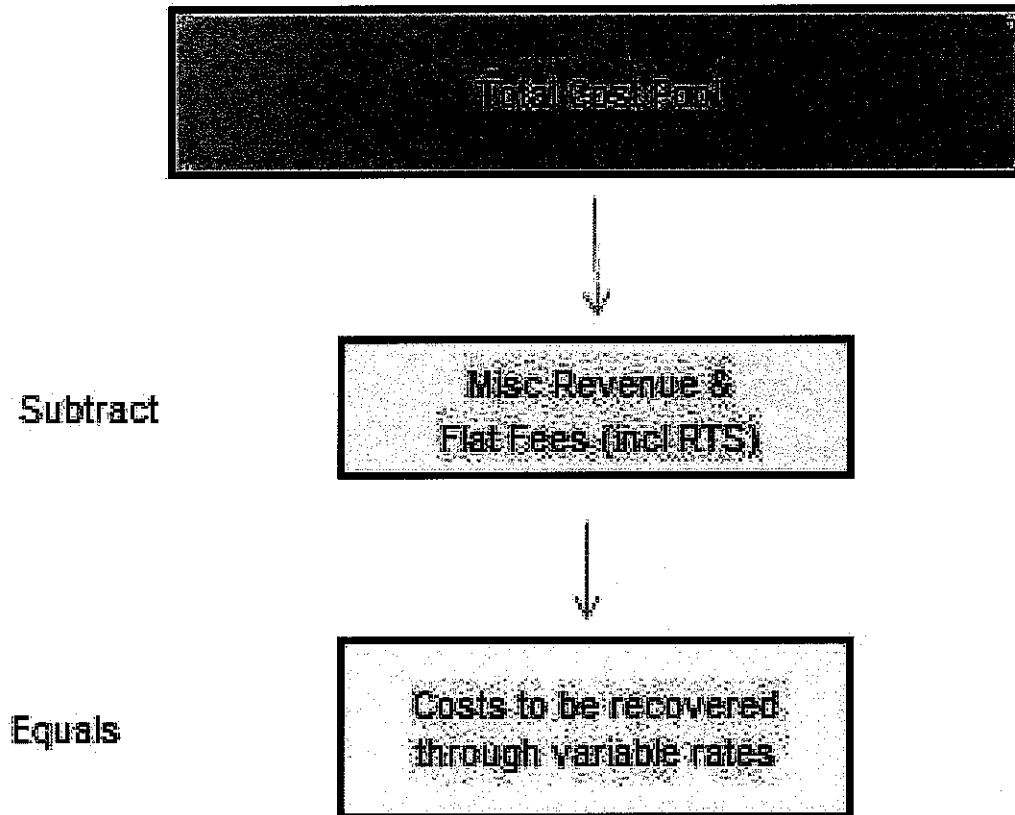 Total Cost Pool
Subtract
Misc Revenue &
Flat Fees (incl RTS)
Equals
Costs to be recovered
through variable rates